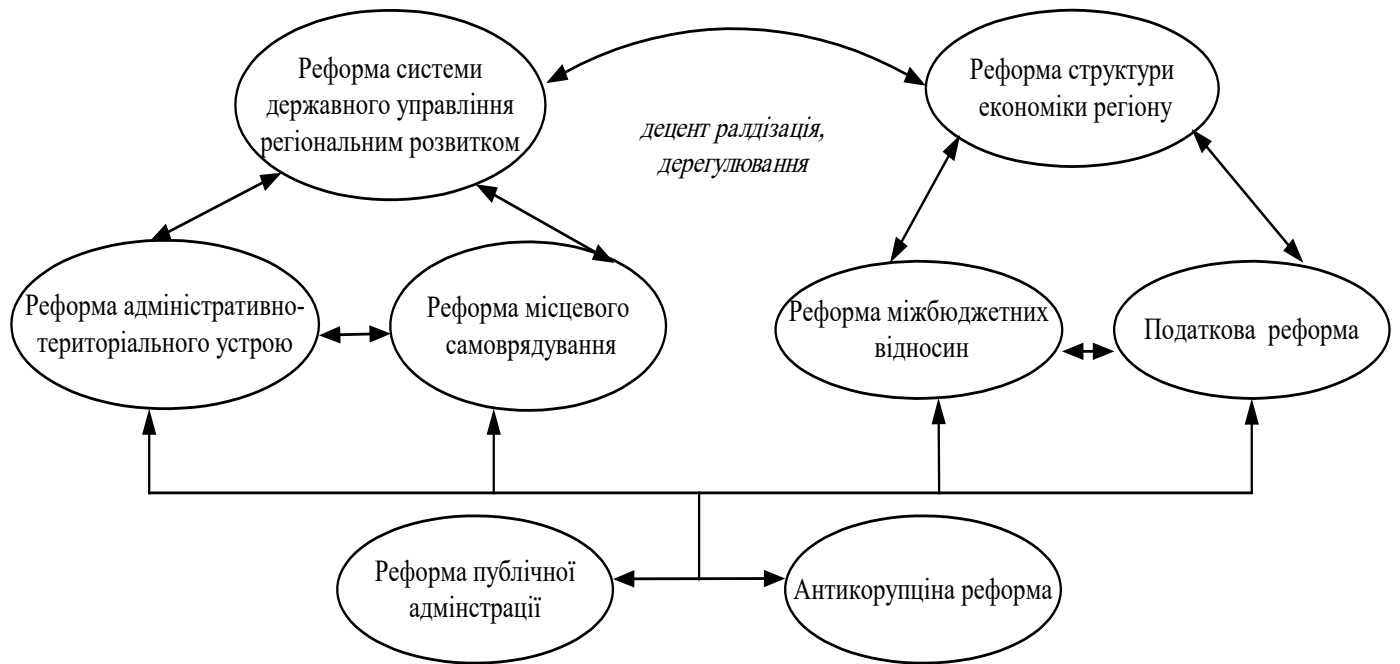 Реформа системи
державного управління
регіональним розвитком
децент ралдізація,
дерегулювання
Реформа структури
економіки регіону
Реформа адміністративно-
територіального устрою
Реформа місцевого
самоврядування
Реформа міжбюджетних
відносин
Податкова реформа
Реформа публічної
адмінстрації
Антикорупціна реформа